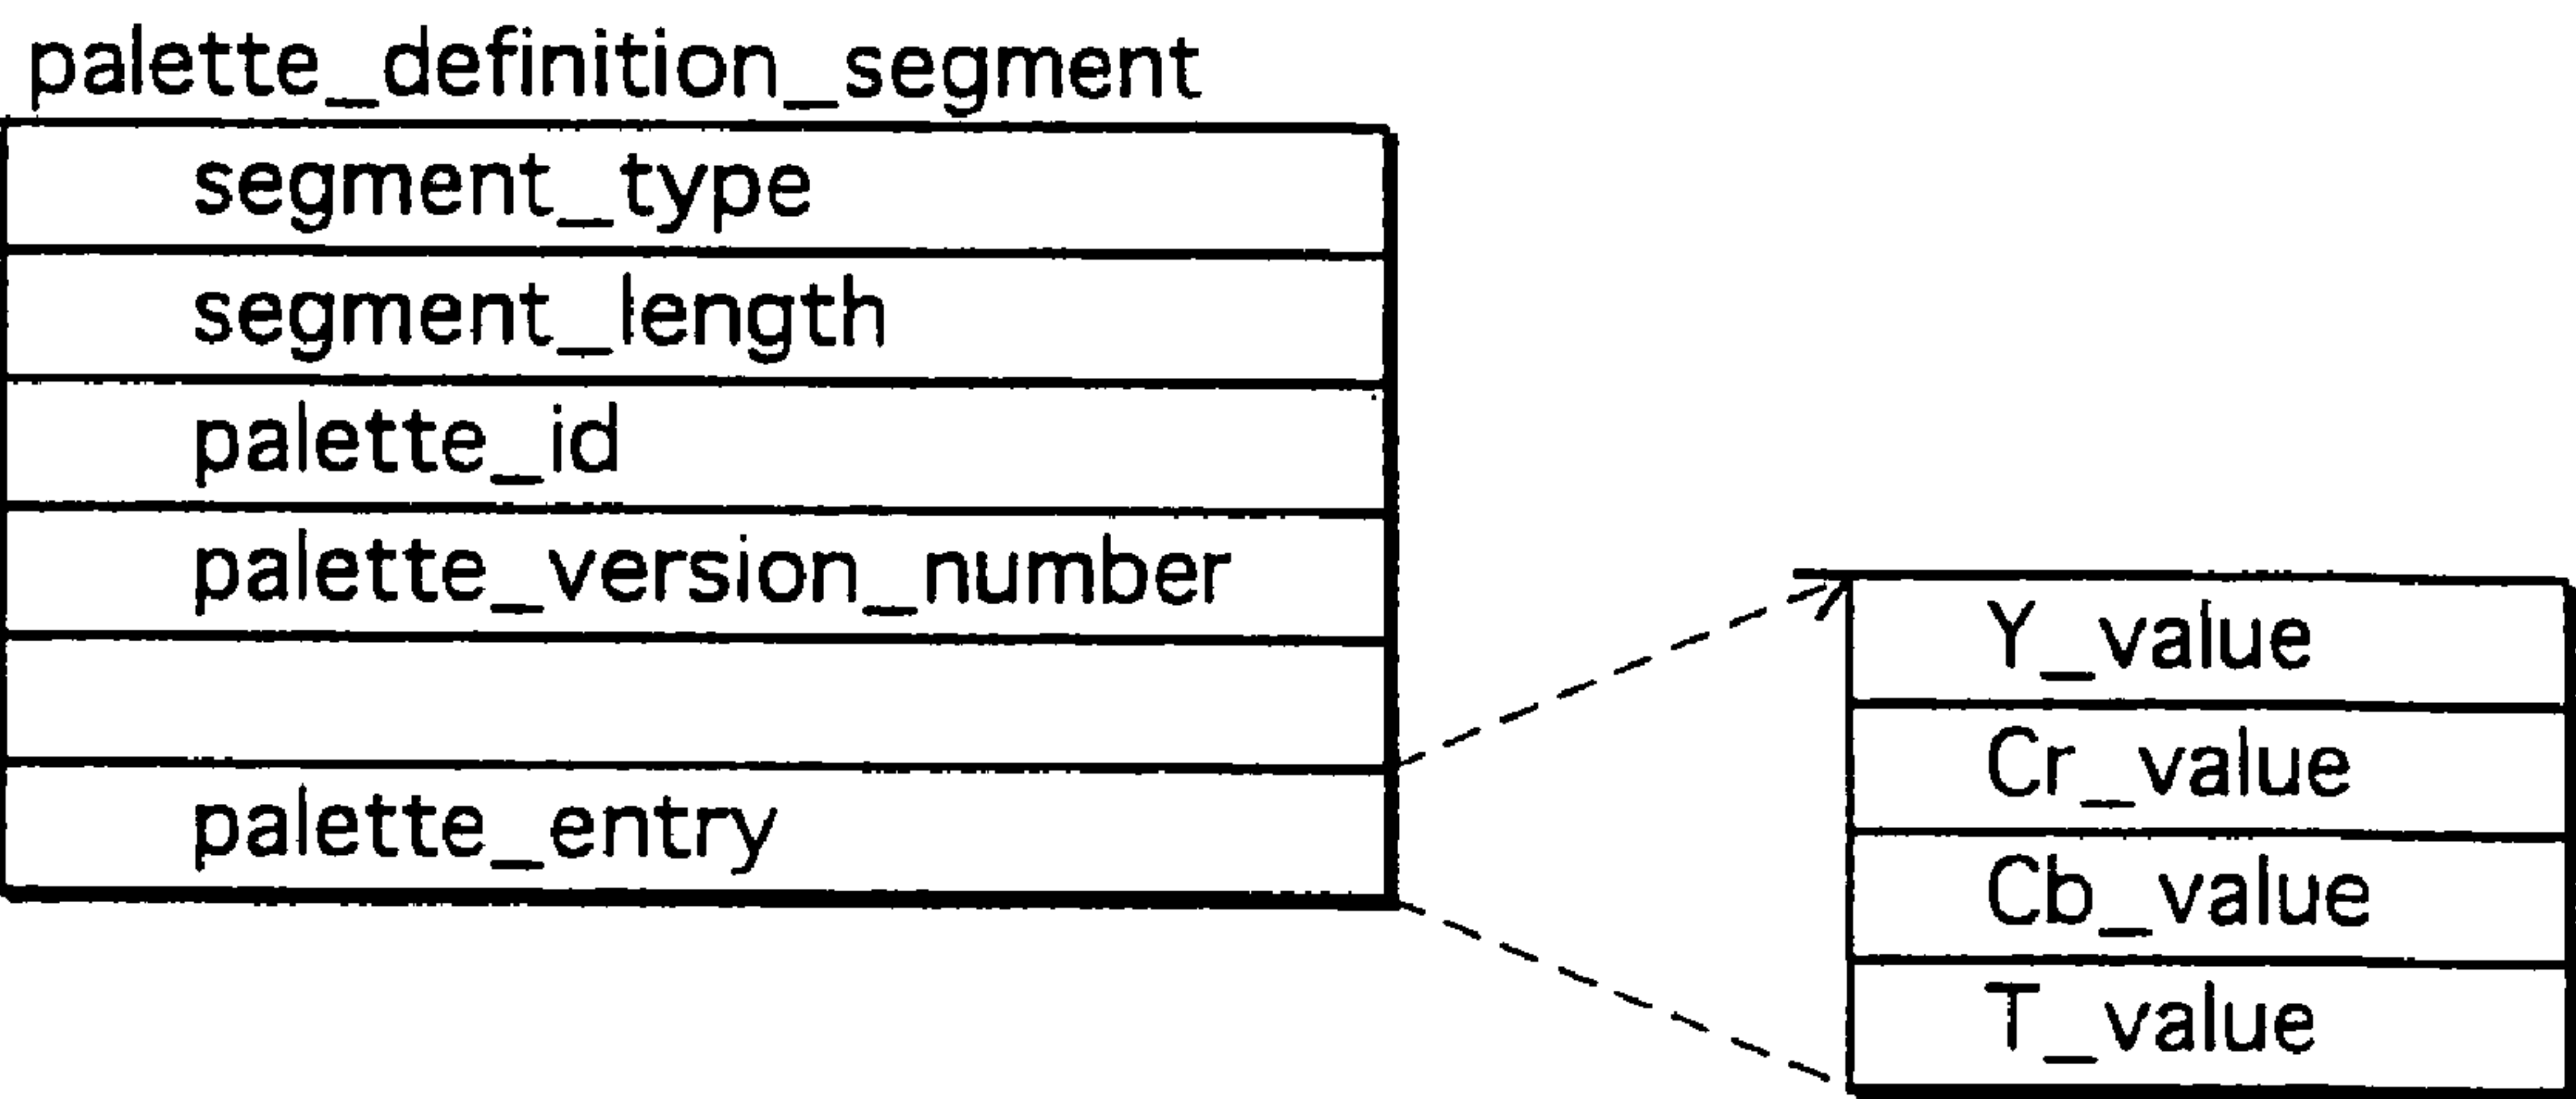 palette_definition_segment
segment_type
segment_length
palette_id
palette_version_number
palette_entry
Y_value
Cr_value
Cb_value
T_value